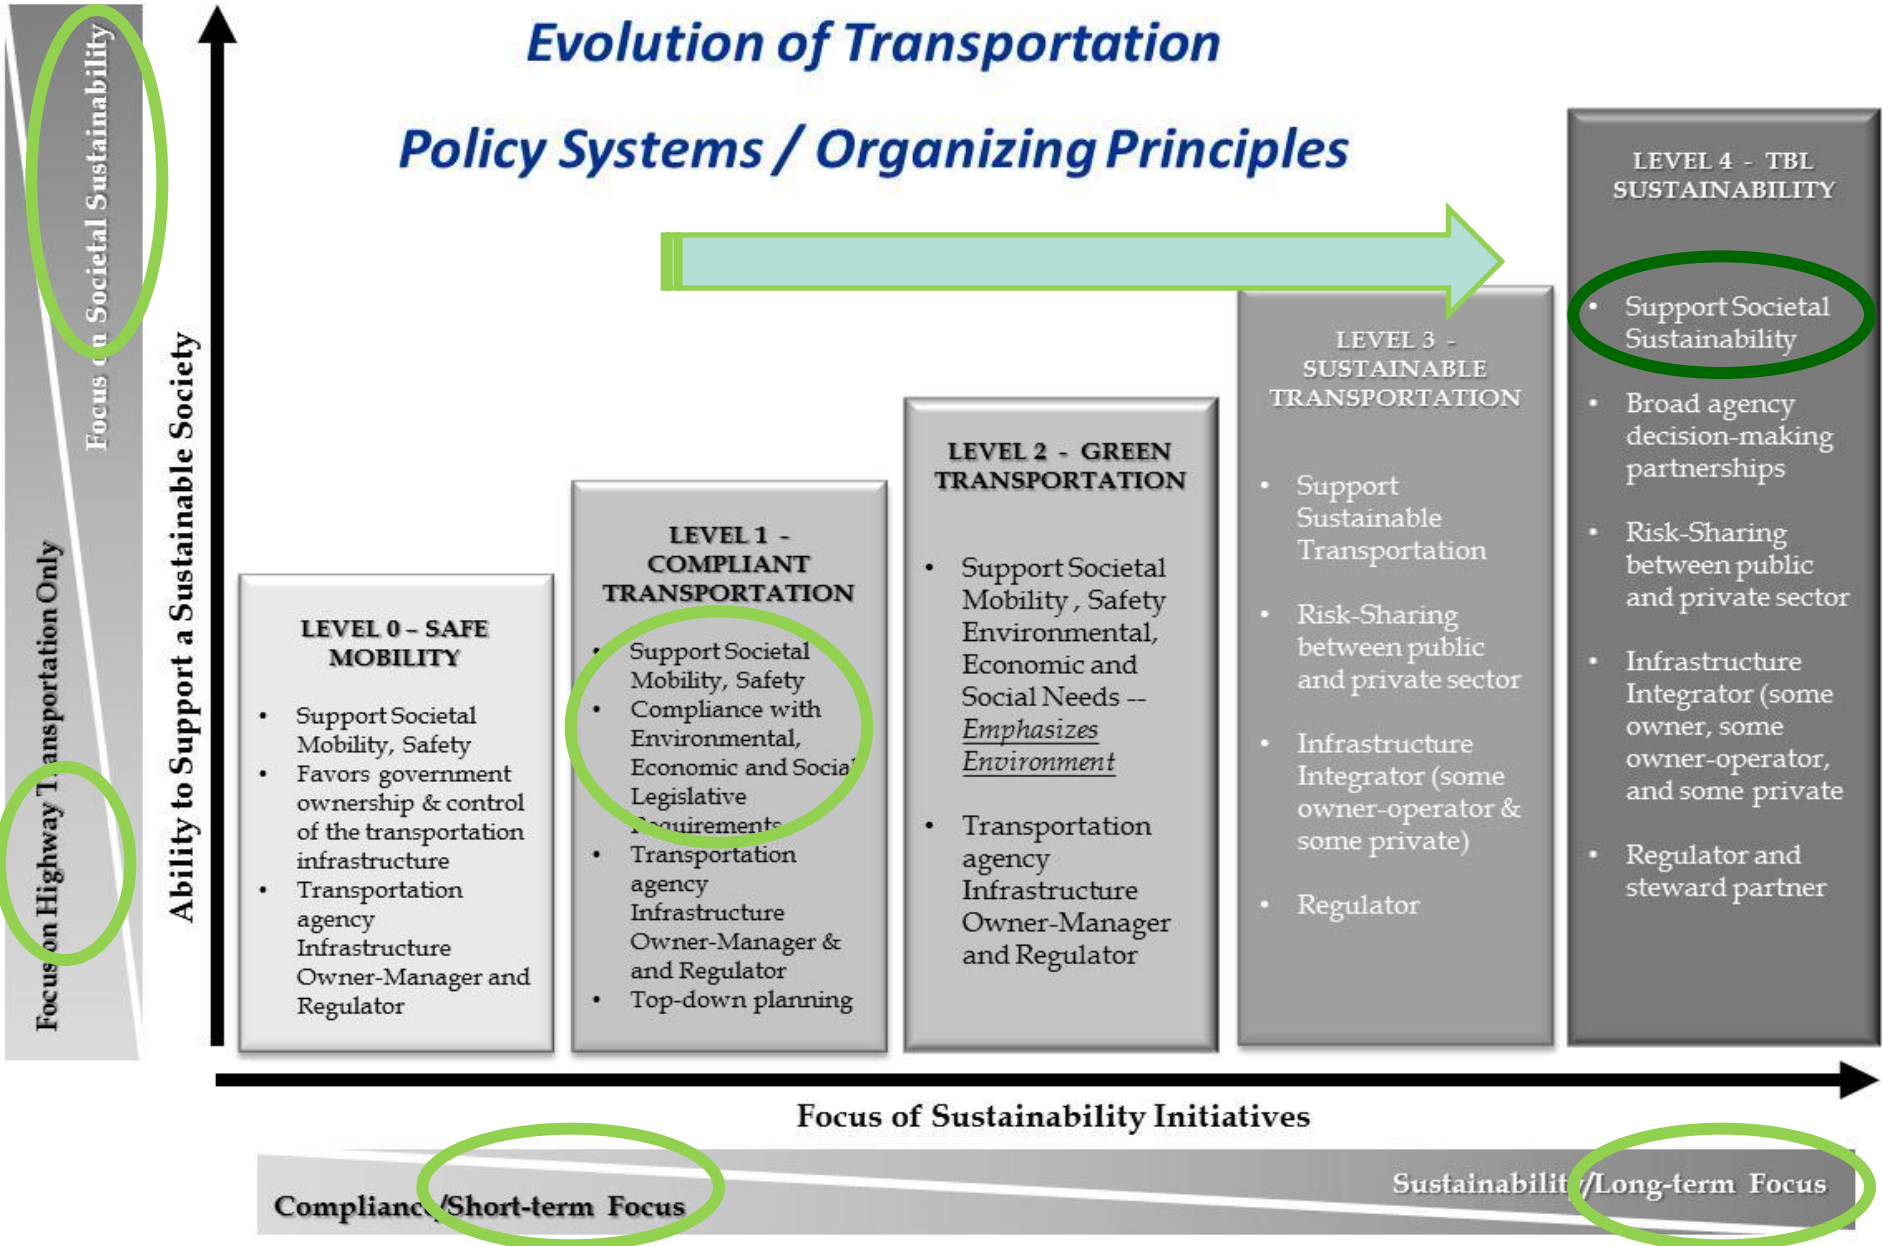 Evolution of Transportation
Policy Systems / Organizing Principles
Focus on Societal Sustainability
Focus on Highway Transportation Only
Ability to Support a Sustainable Society
LEVEL 0 – SAFE
MOBILITY
• Support Societal
Mobility, Safety
• Favors government
ownership & control
of the transportation
infrastructure
• Transportation
agency
Infrastructure
Owner-Manager and
Regulator
LEVEL 1 -
COMPLIANT
TRANSPORTATION
• Support Societal
Mobility, Safety
• Compliance with
Environmental,
Economic and Social
Legislative
Requirements
• Transportation
agency
Infrastructure
Owner-Manager &
and Regulator
• Top-down planning
LEVEL 2 - GREEN
TRANSPORTATION
• Support Societal
Mobility , Safety
Environmental,
Economic and
Social Needs --
Emphasizes
Environment
• Transportation
agency
Infrastructure
Owner-Manager
and Regulator
LEVEL 3 -
SUSTAINABLE
TRANSPORTATION
• Support
Sustainable
Transportation
• Risk-Sharing
between public
and private sector
• Infrastructure
Integrator (some
owner-operator &
some private)
• Regulator
LEVEL 4 - TBL
SUSTAINABILITY
• Support Societal
Sustainability
• Broad agency
decision-making
partnerships
• Risk-Sharing
between public
and private sector
• Infrastructure
Integrator (some
owner, some
owner-operator,
and some private
• Regulator and
steward partner
Focus of Sustainability Initiatives
Compliance/Short-term Focus
Sustainability/Long-term Focus